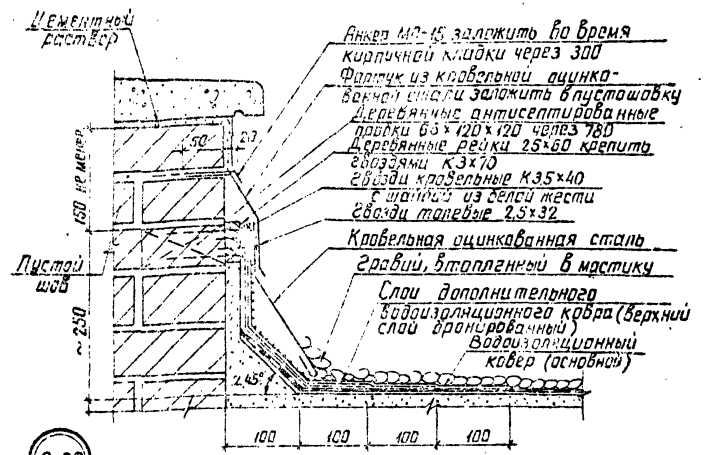 Цементный
раствор
Анкер МА-15 заложить во время
кирпичной кладки через 300
Фартук из кровельной оцинко-
ванной стали заложить в пустошовку
Деревянные антисептированные
пробки 65×120×120 через 780
Деревянные рейки 25×60 крепить
гвоздями К3×70
Гвозди кровельные К3,5×40
с шайбой из белой жести
Гвозди толевые 2,5×32
Кровельная оцинкованная сталь
Гравий, втопленный в мастику
Слои дополнительного
водоизоляционного ковра (верхний
слой бронированный)
Водоизоляционный
ковер (основной)
50 20
150 не менее
Пустой
шов
~250
∠45°
100 100 100 100